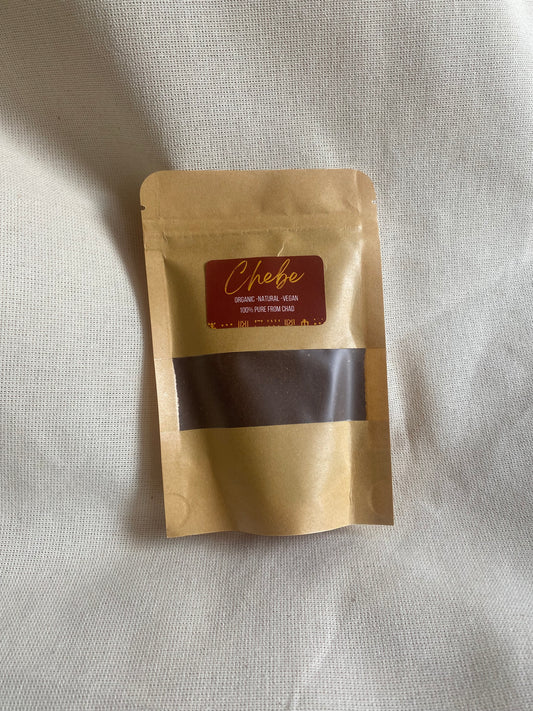 Chebe
ORGANIC -NATURAL -VEGAN
100% PURE FROM CHAD